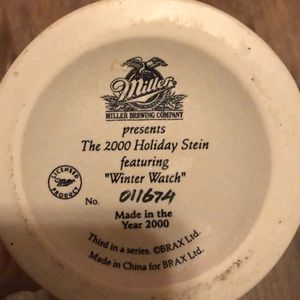 Miller
MILLER BREWING COMPANY
presents
The 2000 Holiday Stein
featuring
"Winter Watch"
LICENSED
Miller
PRODUCT
No. 011674
Made in the
Year 2000
Third in a series. ©BRAX Ltd.
Made in China for BRAX Ltd.